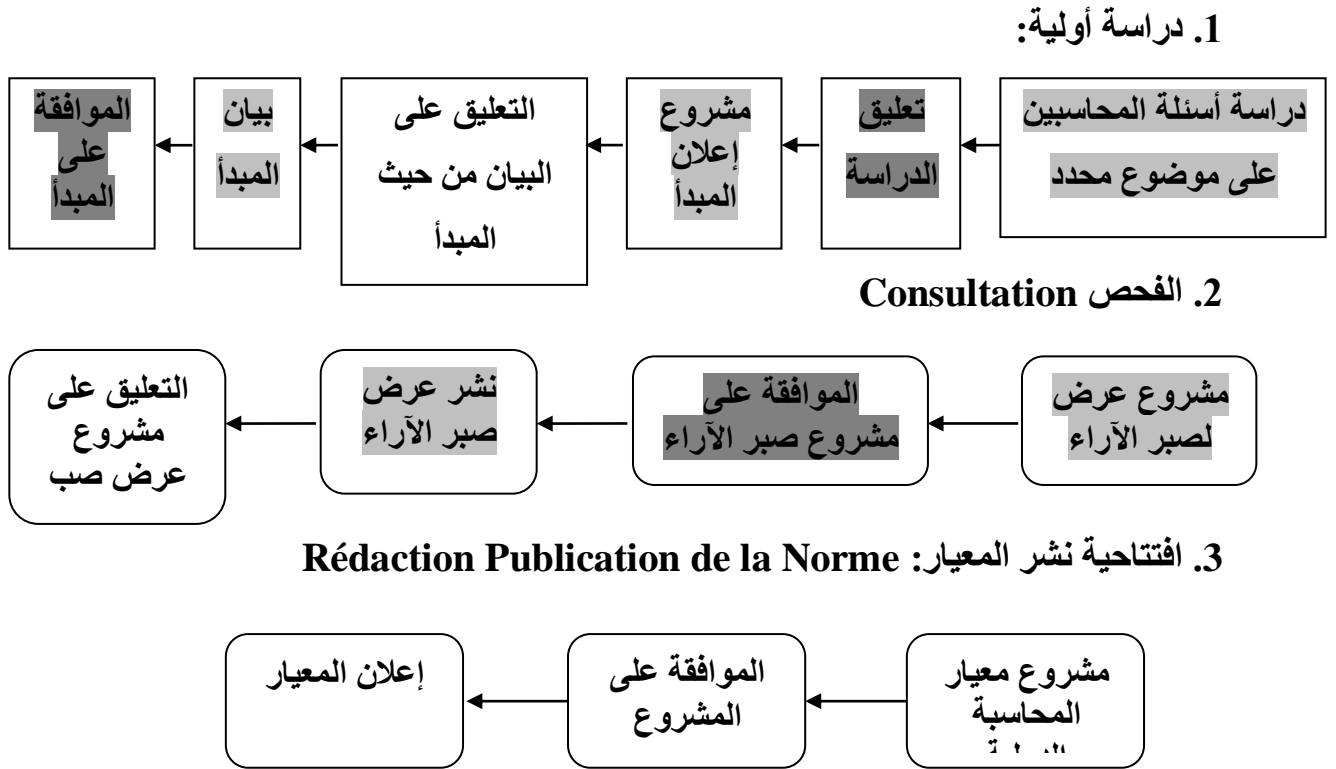 1. دراسة أولية:
دراسة أسئلة المحاسبين
على موضوع محدد
تعليق
الدراسة
مشروع
إعلان
المبدأ
التعليق على
البيان من حيث
المبدأ
بيان
المبدأ
الموافقة
على
المبدأ
2. الفحص Consultation
مشروع عرض
لصبر الآراء
الموافقة على
مشروع صبر الآراء
نشر عرض
صبر الآراء
التعليق على
مشروع
عرض صب
3. افتتاحية نشر المعيار: Rédaction Publication de la Norme
مشروع معيار
المحاسبة
الموافقة على
المشروع
إعلان المعيار